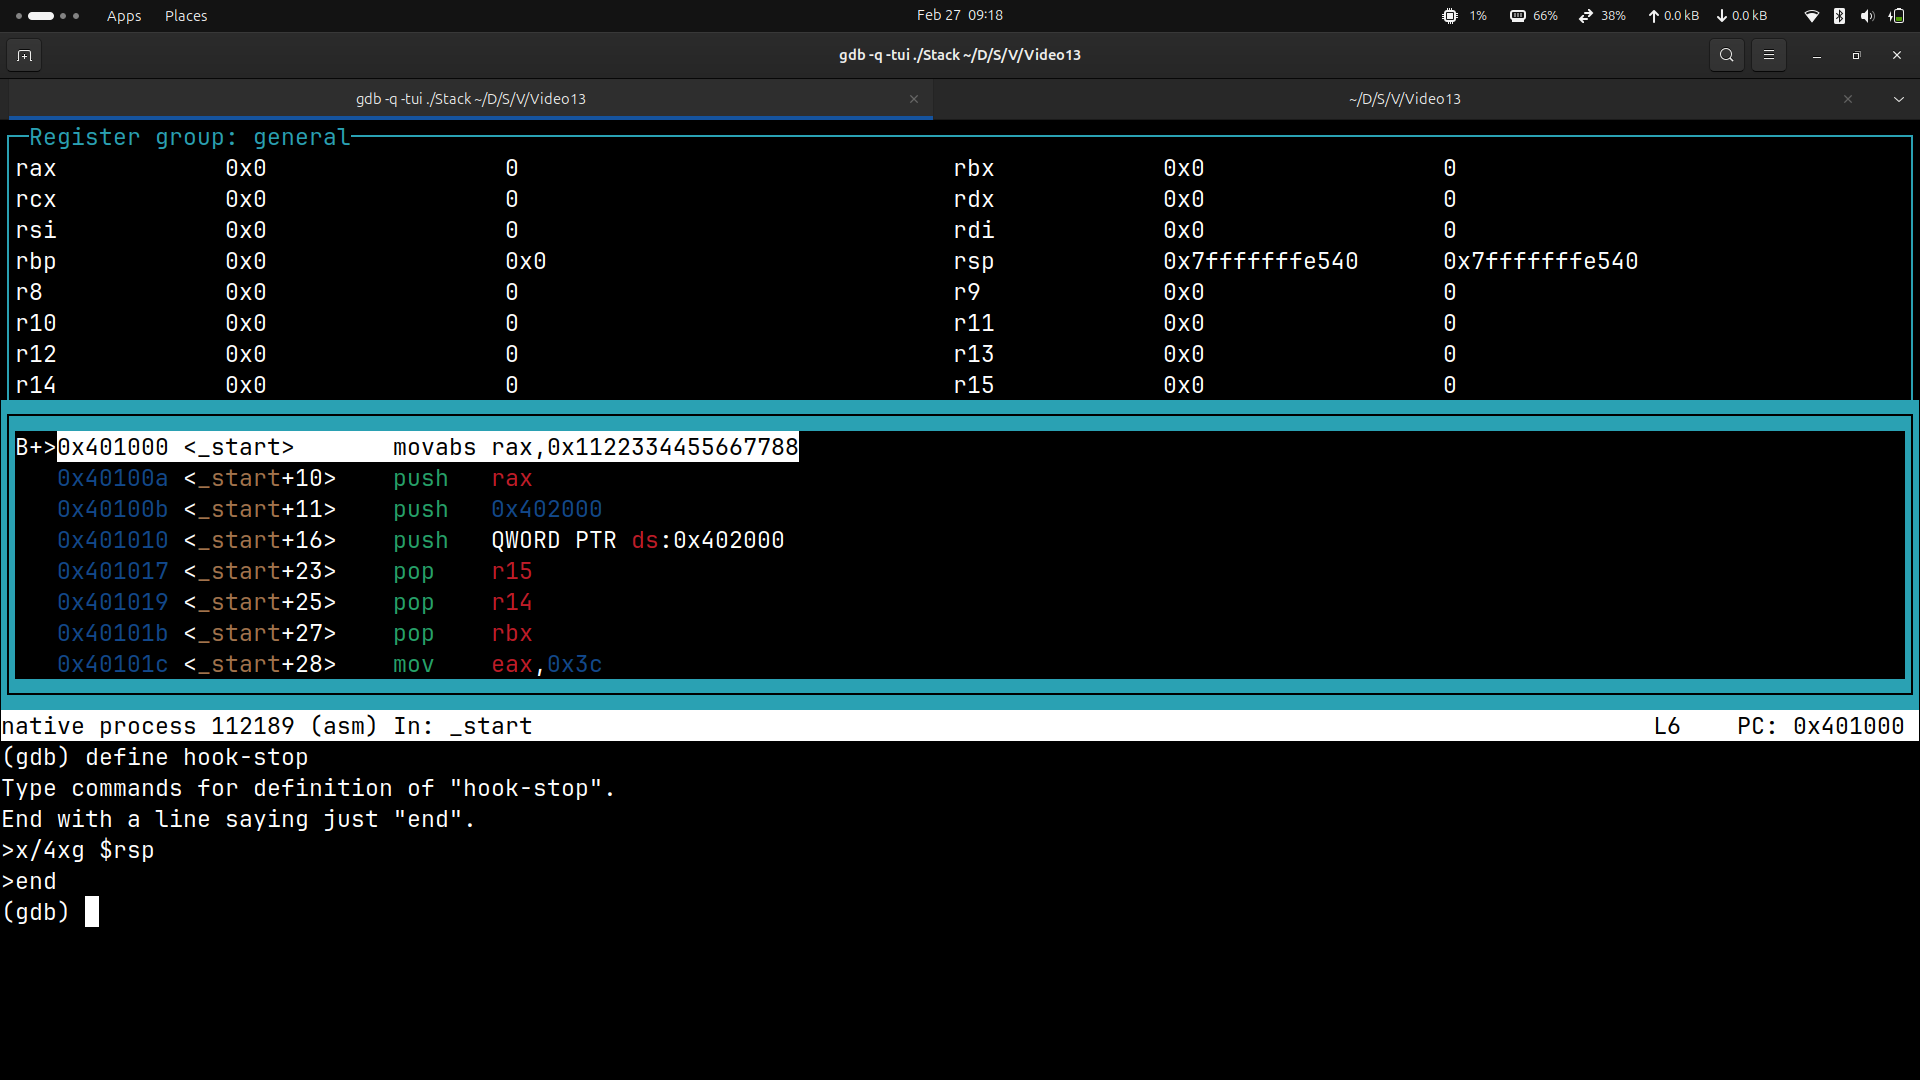 Apps Places Feb 27 09:18 1% 66% 38% 0.0 kB 0.0 kB
gdb -q -tui ./Stack ~/D/S/V/Video13
gdb -q -tui ./Stack ~/D/S/V/Video13 ~/D/S/V/Video13
Register group: general
rax 0x0 0 rbx 0x0 0
rcx 0x0 0 rdx 0x0 0
rsi 0x0 0 rdi 0x0 0
rbp 0x0 0x0 rsp 0x7fffffffe540 0x7fffffffe540
r8 0x0 0 r9 0x0 0
r10 0x0 0 r11 0x0 0
r12 0x0 0 r13 0x0 0
r14 0x0 0 r15 0x0 0
B+>0x401000 <_start> movabs rax,0x1122334455667788
0x40100a <_start+10> push rax
0x40100b <_start+11> push 0x402000
0x401010 <_start+16> push QWORD PTR ds:0x402000
0x401017 <_start+23> pop r15
0x401019 <_start+25> pop r14
0x40101b <_start+27> pop rbx
0x40101c <_start+28> mov eax,0x3c
native process 112189 (asm) In: _start L6 PC: 0x401000
(gdb) define hook-stop
Type commands for definition of "hook-stop".
End with a line saying just "end".
>x/4xg $rsp
>end
(gdb)